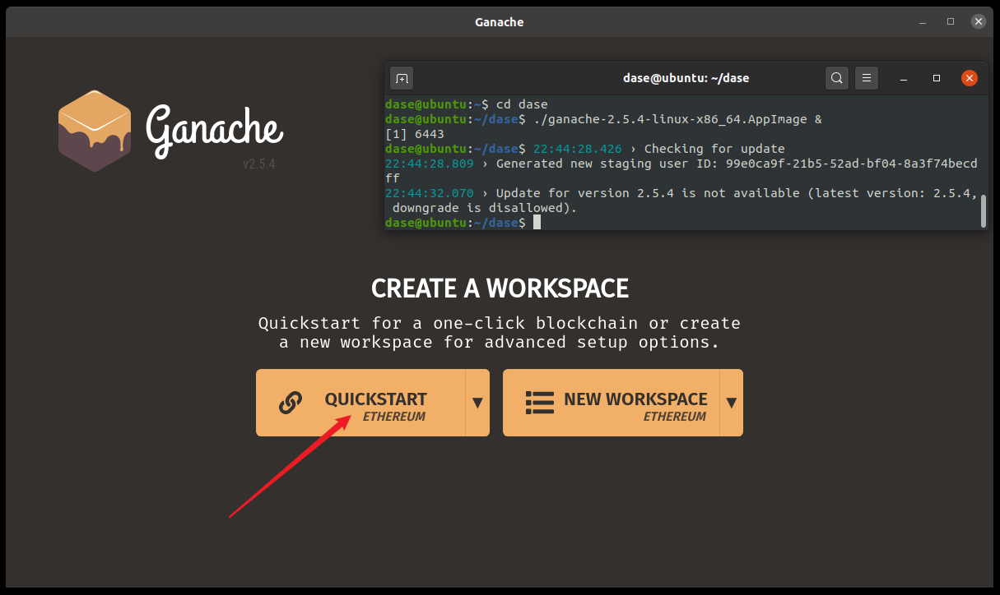 Ganache
Ganache
v2.5.4
dase@ubuntu: ~/dase
dase@ubuntu:~$ cd dase
dase@ubuntu:~/dase$ ./ganache-2.5.4-linux-x86_64.AppImage &
[1] 6443
dase@ubuntu:~/dase$ 22:44:28.426 › Checking for update
22:44:28.809 › Generated new staging user ID: 99e0ca9f-21b5-52ad-bf04-8a3f74becd
ff
22:44:32.070 › Update for version 2.5.4 is not available (latest version: 2.5.4,
 downgrade is disallowed).
dase@ubuntu:~/dase$
CREATE A WORKSPACE
Quickstart for a one-click blockchain or create
a new workspace for advanced setup options.
QUICKSTART
ETHEREUM
NEW WORKSPACE
ETHEREUM